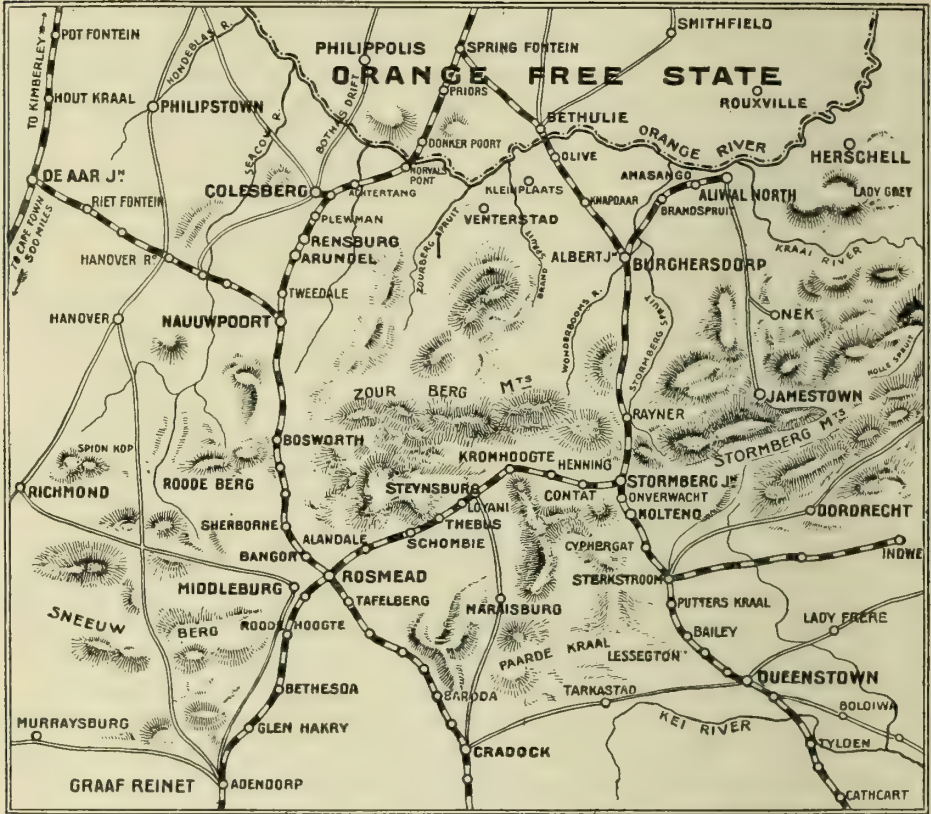 TO KIMBERLEY
POT FONTEIN
HOUT KRAAL
HONDEBLAS R.
PHILIPSTOWN
PHILIPPOLIS
SPRING FONTEIN
SMITHFIELD
ORANGE FREE STATE
PRIORS
ROUXVILLE
BETHULIE
SEACOW R.
BOTHAS DRIFT
DONKER POORT
OLIVE
ORANGE RIVER
HERSCHELL
DE AAR JN
COLESBERG
ACHTERTANG
NORVALS PONT
KLEINPLAATS
AMASANGO
ALIWAL NORTH
LADY GREY
RIET FONTEIN
PLEWMAN
VENTERSTAD
KNAPDAAR
BRANDSPRUIT
TO CAPE TOWN
500 MILES
RENSBURG
ARUNDEL
HANOVER RD
ZOURBERG SPRUIT
BRAND SPRUIT
ALBERT JN
BURGHERSDORP
KRAAI RIVER
TWEEDALE
HANOVER
NAUUWPOORT
WONDERBOOMS R.
STORMBERG SPRUIT
NEK
HOLLE SPRUIT
ZOUR BERG MTS
JAMESTOWN
RAYNER
BOSWORTH
SPION KOP
STORMBERG MTS
KROMHOOGTE
HENNING
RICHMOND
ROODE BERG
STEYNSBURG
CONTAT
STORMBERG JN
ONVERWACHT
LOYANI
MOLTENO
DORDRECHT
SHERBORNE
THEBUS
ALANDALE
SCHOMBIE
CYPHERGAT
INDWE
BANGOR
ROSMEAD
STERKSTROOM
MIDDLEBURG
TAFELBERG
MARAISBURG
PUTTERS KRAAL
SNEEUW BERG
ROODE HOOGTE
LADY FRERE
BAILEY
PAARDE KRAAL
LESSEGTON
BETHESDA
BARODA
TARKASTAD
QUEENSTOWN
BOLOIWA
MURRAYSBURG
GLEN HAKRY
KEI RIVER
CRADOCK
TYLDEN
GRAAF REINET
ADENDORP
CATHCART